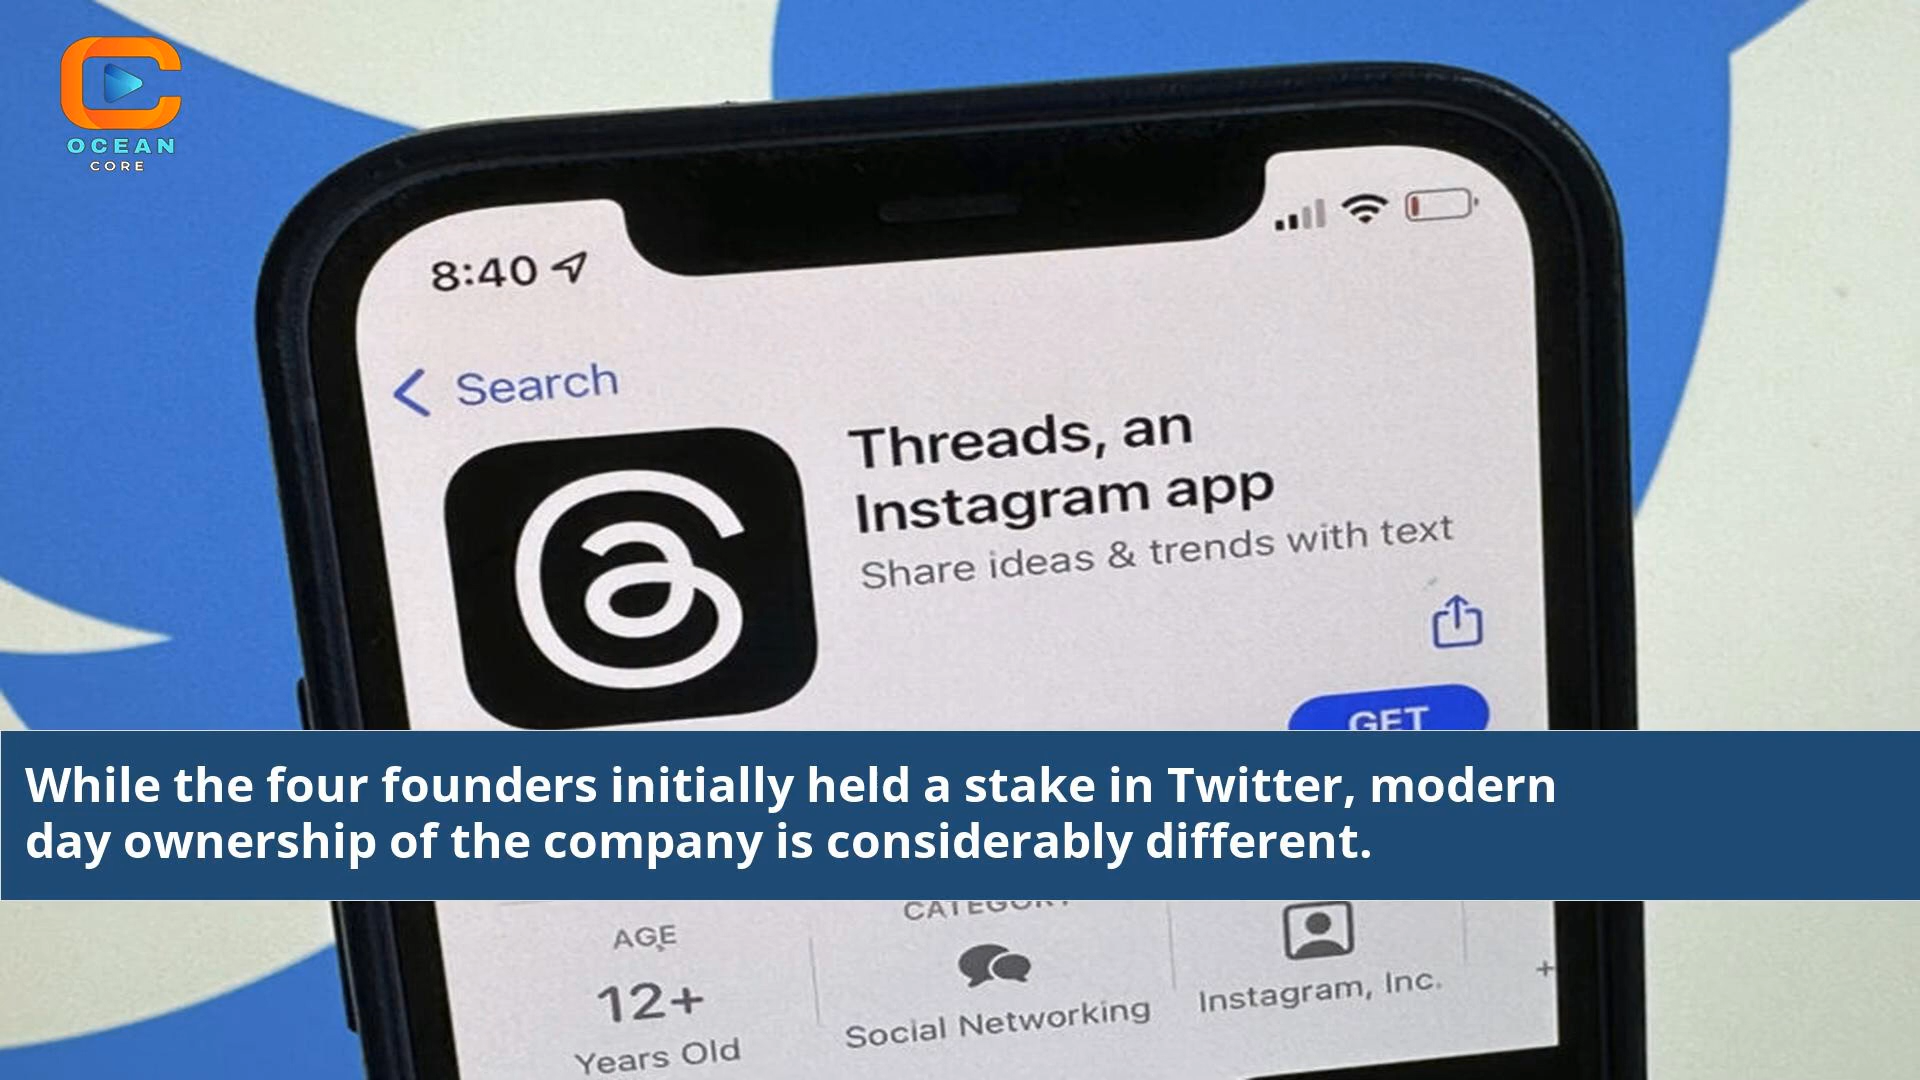 OCEAN
CORE
8:40
Search
Threads, an
Instagram app
Share ideas & trends with text
GET
While the four founders initially held a stake in Twitter, modern
day ownership of the company is considerably different.
AGE
CATEGORY
12+
Years Old
Social Networking
Instagram, Inc.